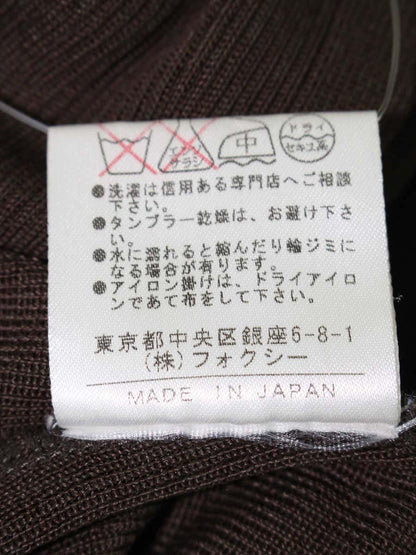 エンソ
サラシ
中
ドライ
セキユ系
●洗濯は信用ある専門店へご相談
下さい。
●タンブラー乾燥は、お避け下さ
い。
●水に濡れると縮んだり輪ジミに
なる場合が有ります。
●アイロン掛けは、ドライアイロ
ンであて布をして下さい。
東京都中央区銀座6-8-1
(株)フォクシー
MADE IN JAPAN